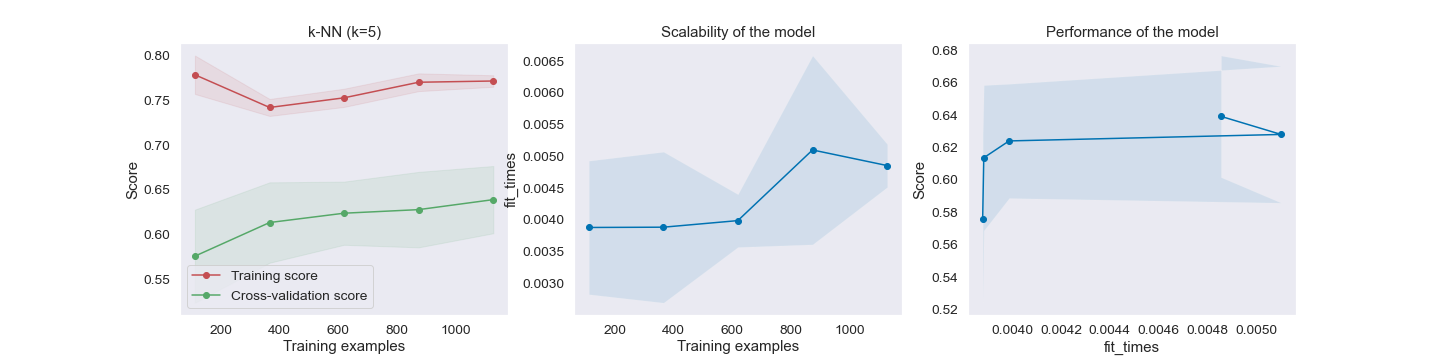 k-NN (k=5)
Score
0.80
0.75
0.70
0.65
0.60
0.55
Training score
Cross-validation score
200 400 600 800 1000
Training examples
Scalability of the model
fit_times
0.0065
0.0060
0.0055
0.0050
0.0045
0.0040
0.0035
0.0030
200 400 600 800 1000
Training examples
Performance of the model
Score
0.68
0.66
0.64
0.62
0.60
0.58
0.56
0.54
0.52
0.0040 0.0042 0.0044 0.0046 0.0048 0.0050
fit_times